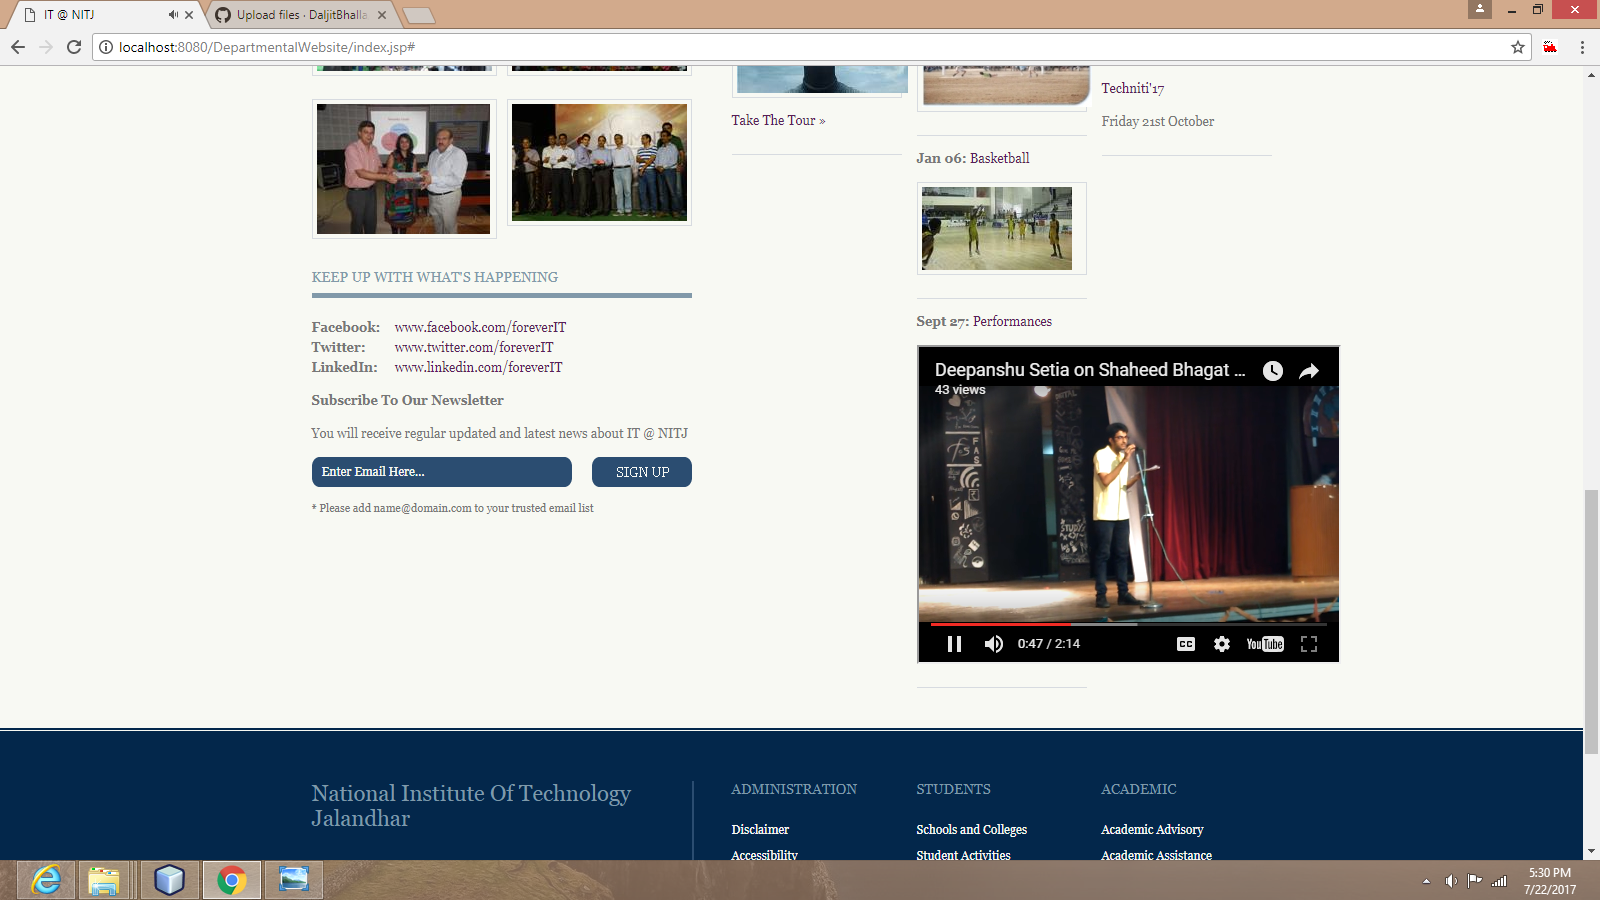 IT @ NITJ
Upload files · DaljitBhalla
localhost:8080/DepartmentalWebsite/index.jsp#
KEEP UP WITH WHAT'S HAPPENING
Facebook: www.facebook.com/foreverIT
Twitter: www.twitter.com/foreverIT
LinkedIn: www.linkedin.com/foreverIT
Subscribe To Our Newsletter
You will receive regular updated and latest news about IT @ NITJ
Enter Email Here...
SIGN UP
* Please add name@domain.com to your trusted email list
Take The Tour »
Jan 06: Basketball
Sept 27: Performances
Deepanshu Setia on Shaheed Bhagat ...
43 views
DIGITAL
FAS
STUDY
0:47 / 2:14
CC
YouTube
Techniti'17
Friday 21st October
National Institute Of Technology
Jalandhar
ADMINISTRATION
Disclaimer
Accessibility
STUDENTS
Schools and Colleges
Student Activities
ACADEMIC
Academic Advisory
Academic Assistance
5:30 PM
7/22/2017